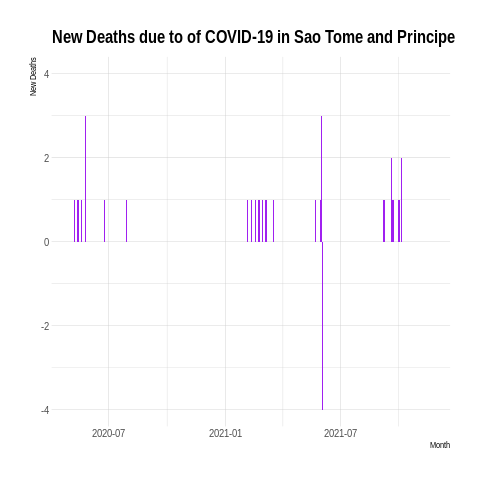 New Deaths due to of COVID-19 in Sao Tome and Principe
New Deaths
4
2
0
-2
-4
2020-07
2021-01
2021-07
Month